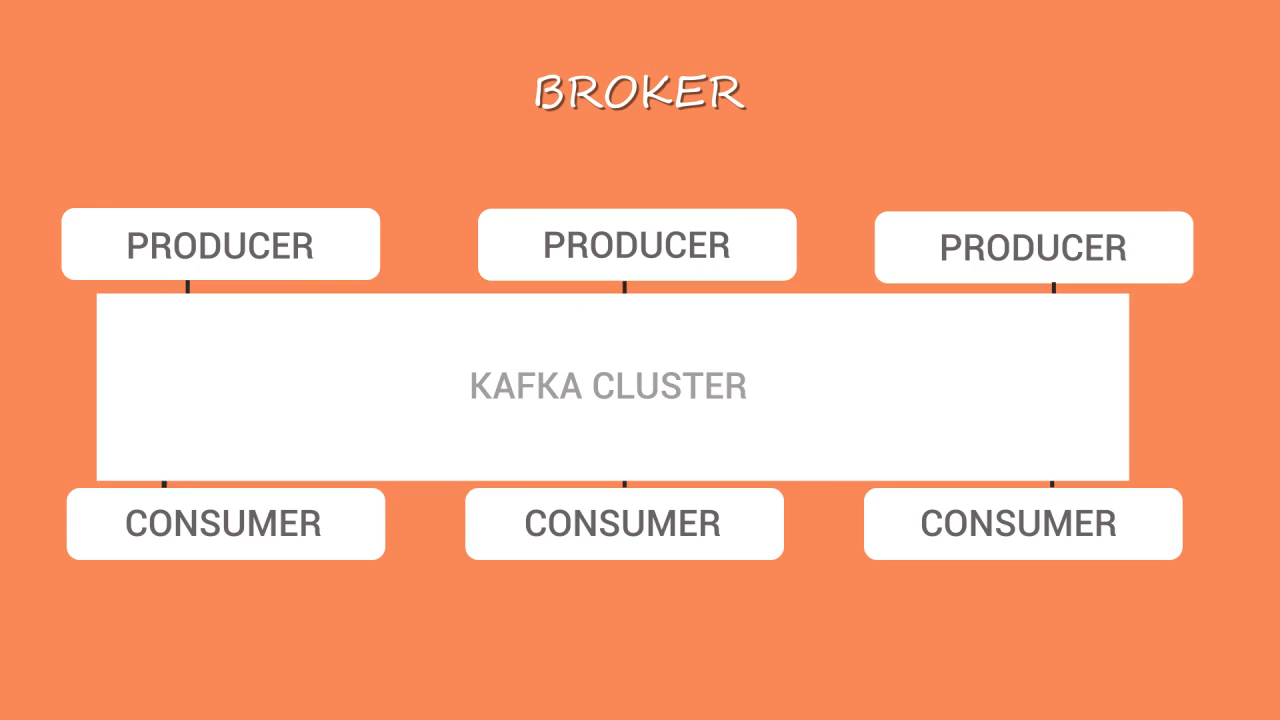 BROKER
PRODUCER
PRODUCER
PRODUCER
KAFKA CLUSTER
CONSUMER
CONSUMER
CONSUMER